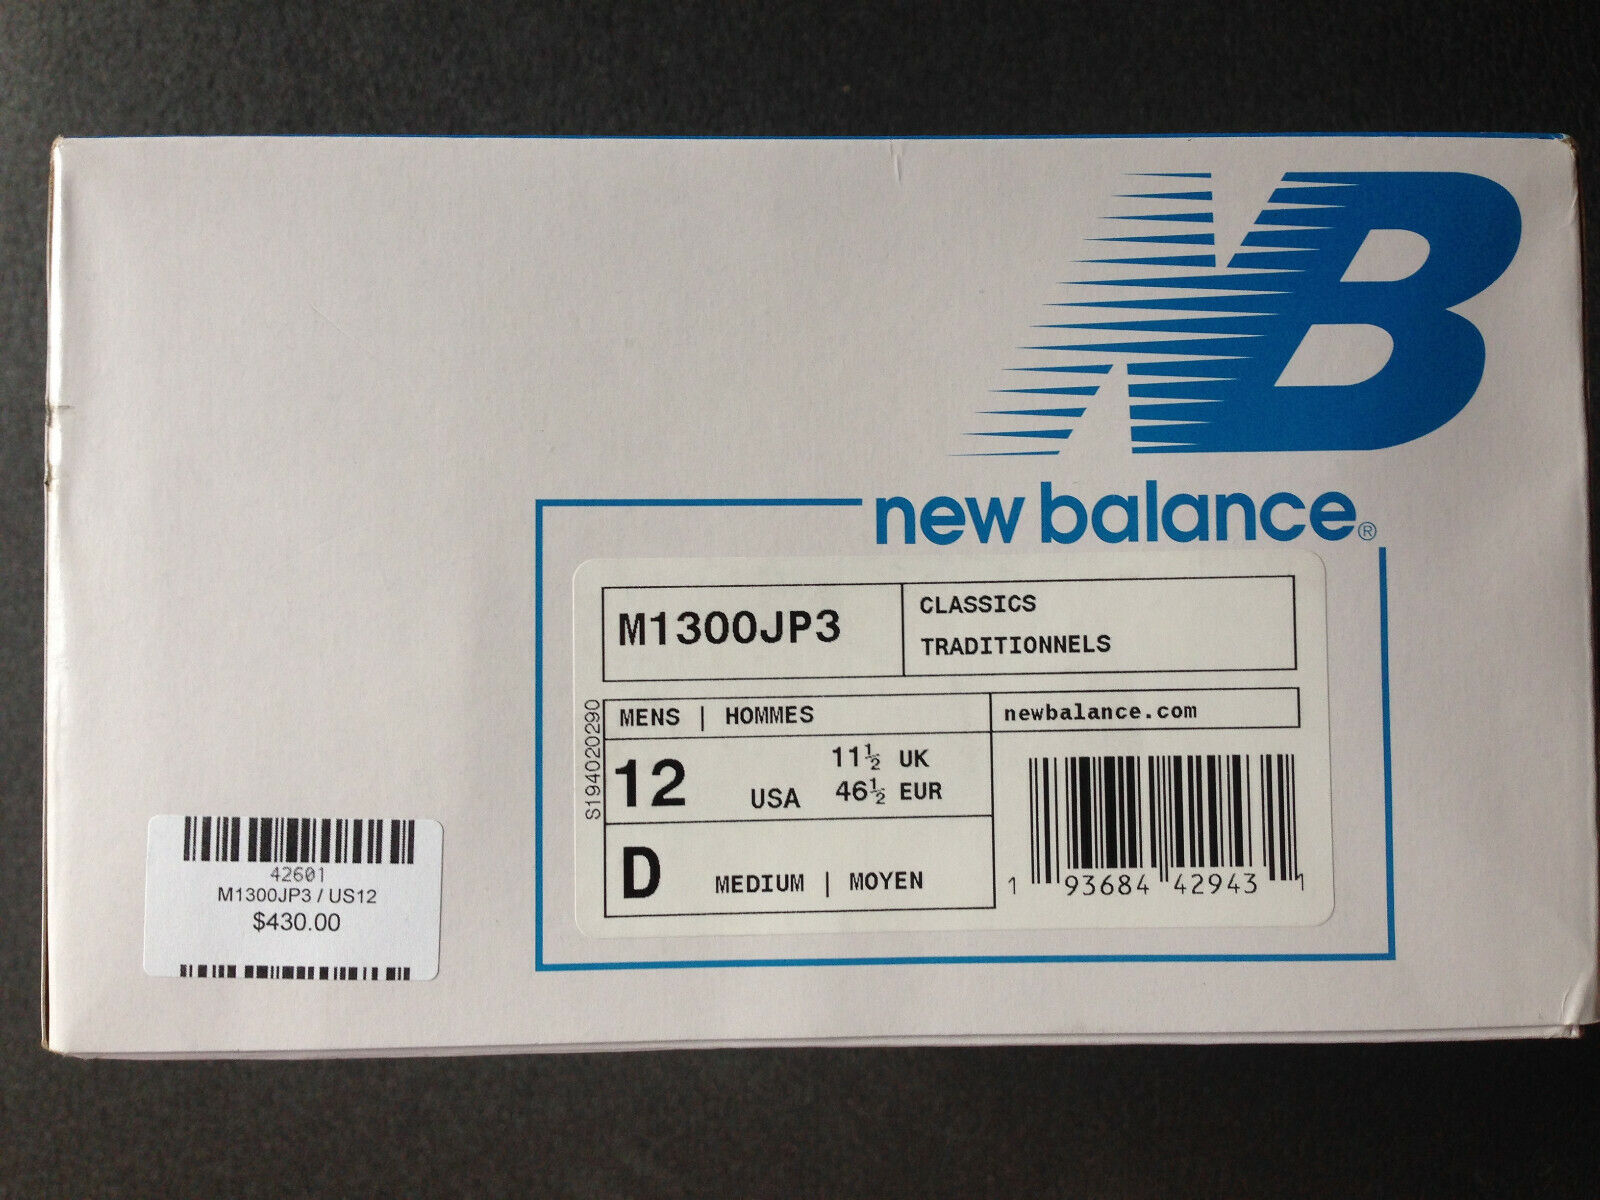 NB
new balance®
M1300JP3
CLASSICS
TRADITIONNELS
S194020290
MENS | HOMMES
newbalance.com
12 USA
11½ UK
46½ EUR
D MEDIUM | MOYEN
1 93684 42943 1
42601
M1300JP3 / US12
$430.00